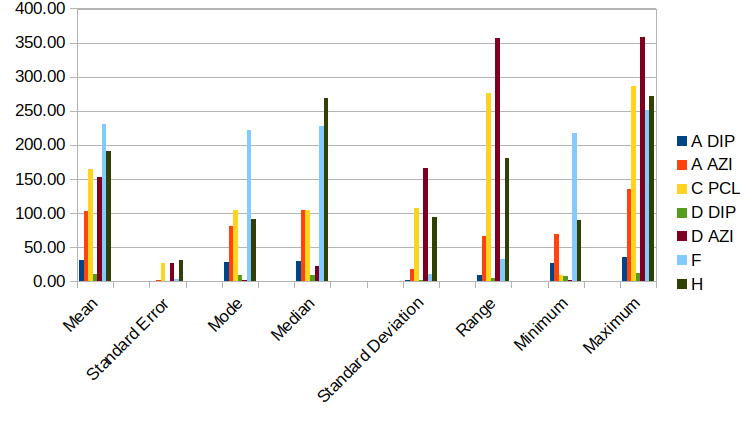 400.00
350.00
300.00
250.00
200.00
150.00
100.00
50.00
0.00
Mean
Standard Error
Mode
Median
Standard Deviation
Range
Minimum
Maximum
A DIP
A AZI
C PCL
D DIP
D AZI
F
H